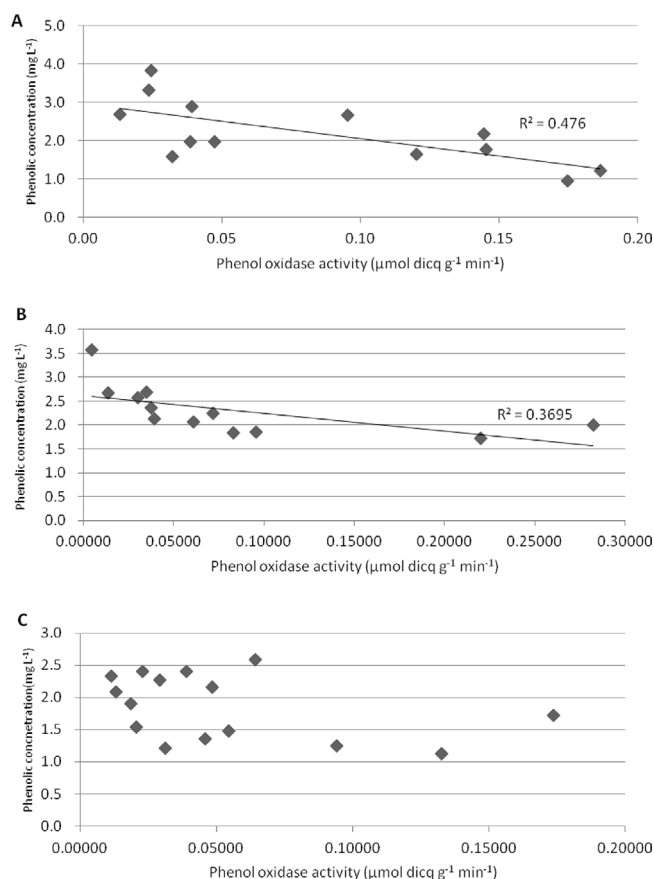 A
5.0
4.0
3.0
2.0
1.0
0.0
Phenolic concentration (mg L⁻¹)
R² = 0.476
0.00 0.05 0.10 0.15 0.20
Phenol oxidase activity (μmol dicq g⁻¹ min⁻¹)
B
4.0
3.5
3.0
2.5
2.0
1.5
1.0
0.5
0.0
Phenolic concentration (mg L⁻¹)
R² = 0.3695
0.00000 0.05000 0.10000 0.15000 0.20000 0.25000 0.30000
Phenol oxidase activity (μmol dicq g⁻¹ min⁻¹)
C
3.0
2.5
2.0
1.5
1.0
0.5
0.0
Phenolic concnetration(mg L⁻¹)
0.00000 0.05000 0.10000 0.15000 0.20000
Phenol oxidase activity (μmol dicq g⁻¹ min⁻¹)